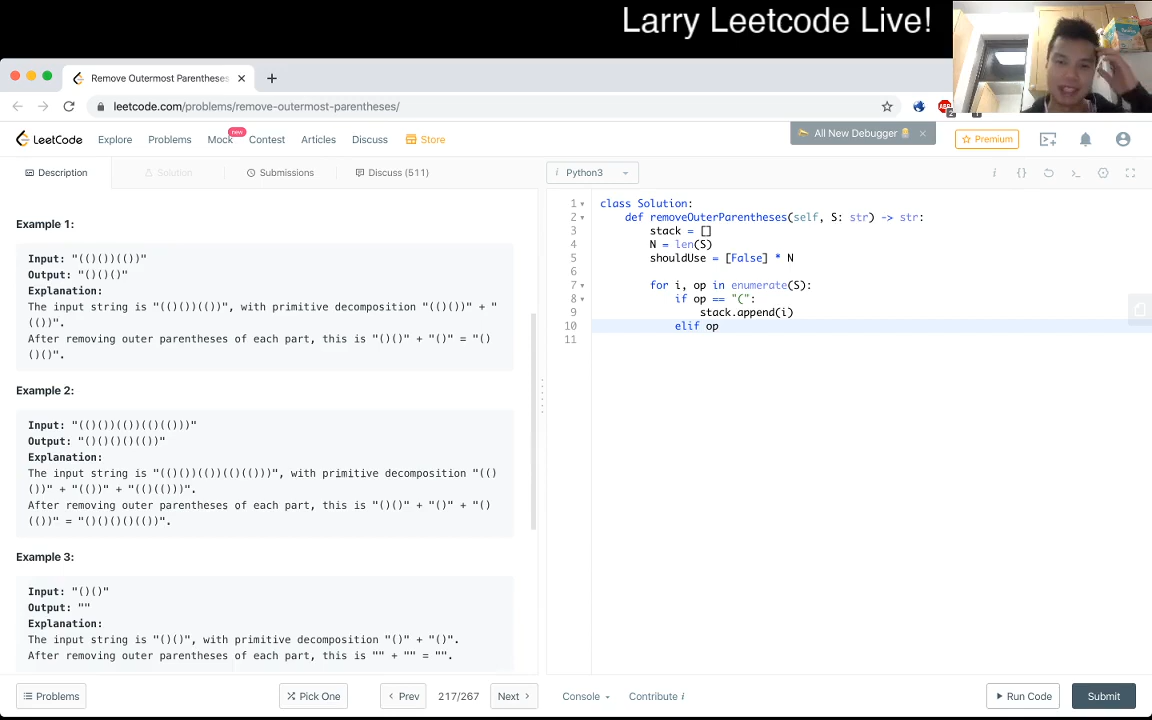 Larry Leetcode Live!
Remove Outermost Parentheses
leetcode.com/problems/remove-outermost-parentheses/
LeetCode Explore Problems Mock new Contest Articles Discuss Store All New Debugger Premium
Description Solution Submissions Discuss (511)
i Python3
Example 1:
Input: "(()())(())"
Output: "()()()"
Explanation:
The input string is "(()())(())", with primitive decomposition "(()())" + "
(())".
After removing outer parentheses of each part, this is "()()" + "()" = "()
()()".
Example 2:
Input: "(()())(())(()(()))"
Output: "()()()()(())"
Explanation:
The input string is "(()())(())(()(()))", with primitive decomposition "(()
())" + "(())" + "(()(()))".
After removing outer parentheses of each part, this is "()()" + "()" + "()
(())" = "()()()()(())".
Example 3:
Input: "()()"
Output: ""
Explanation:
The input string is "()()", with primitive decomposition "()" + "()".
After removing outer parentheses of each part, this is "" + "" = "".
1 class Solution:
2 def removeOuterParentheses(self, S: str) -> str:
3 stack = []
4 N = len(S)
5 shouldUse = [False] * N
6
7 for i, op in enumerate(S):
8 if op == "(":
9 stack.append(i)
10 elif op
11
Problems Pick One Prev 217/267 Next Console Contribute i Run Code Submit